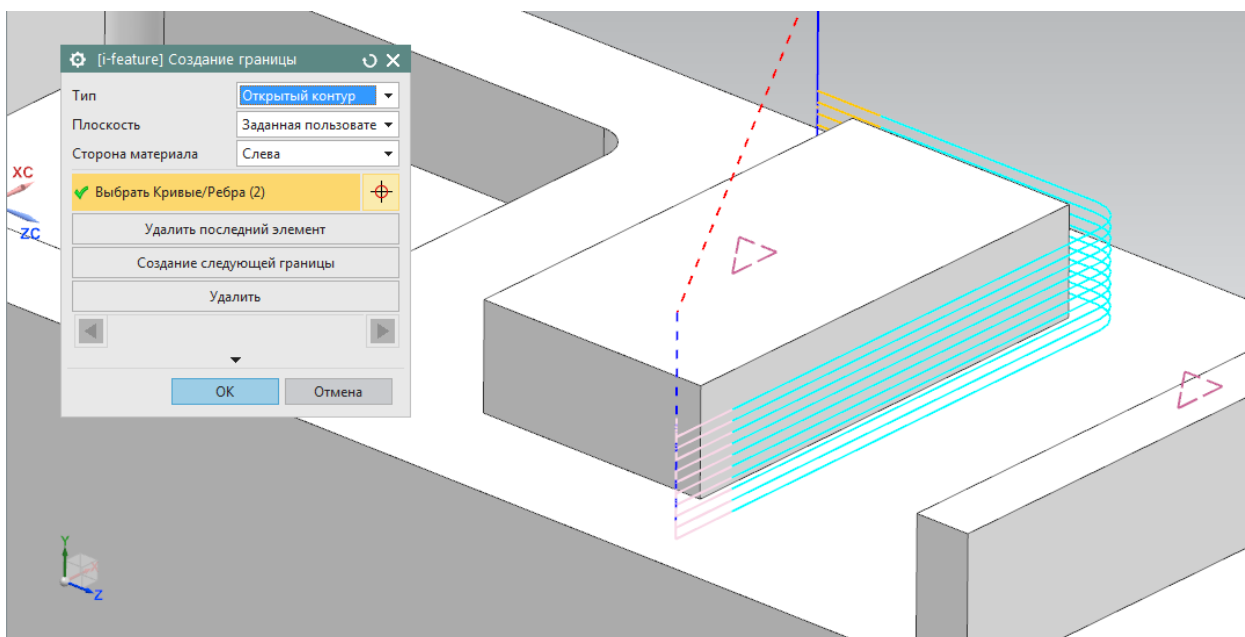 [i-feature] Создание границы
Тип
Открытый контур
Плоскость
Заданная пользовате
Сторона материала
Слева
Выбрать Кривые/Ребра (2)
Удалить последний элемент
Создание следующей границы
Удалить
OK
Отмена
XC
ZC
Y
Z